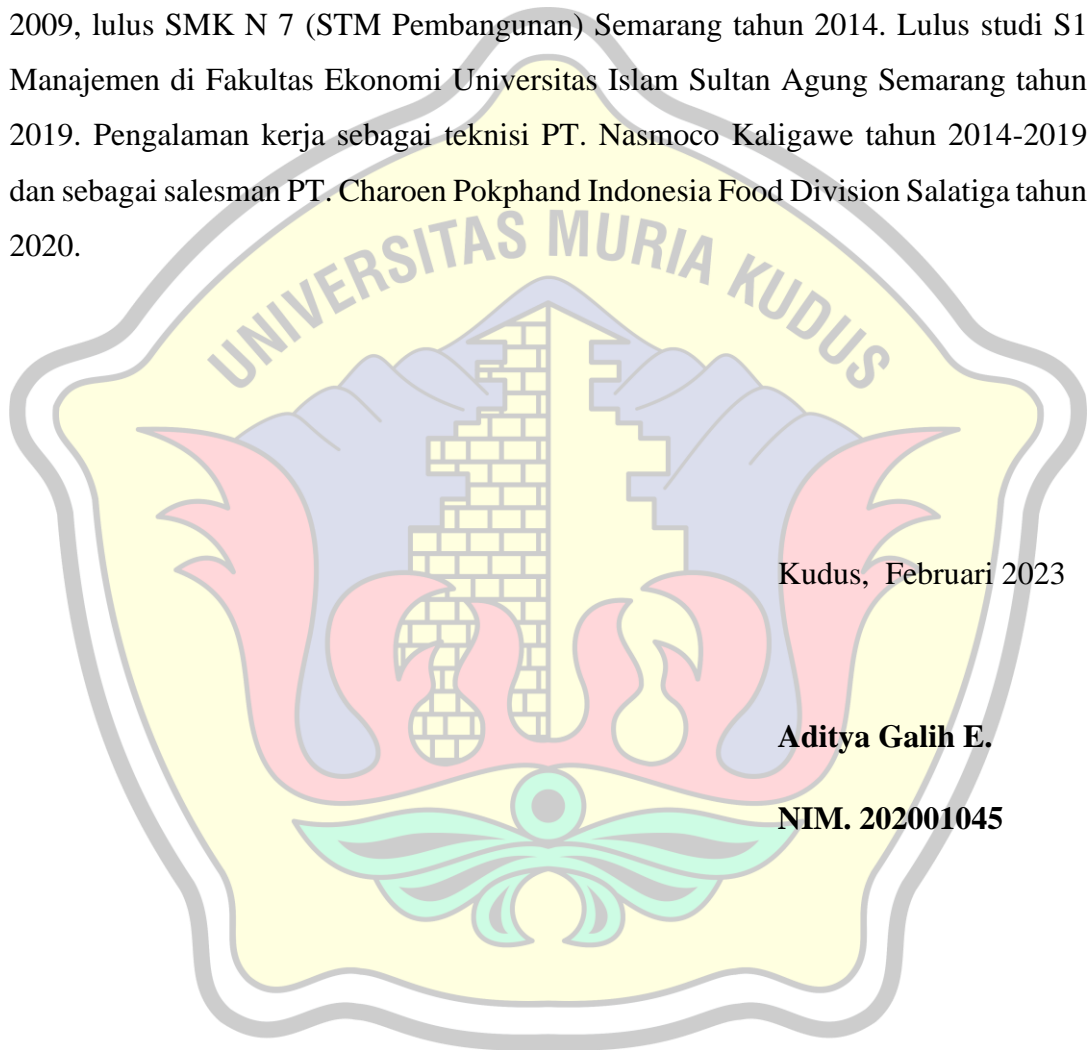 2009, lulus SMK N 7 (STM Pembangunan) Semarang tahun 2014. Lulus studi S1
Manajemen di Fakultas Ekonomi Universitas Islam Sultan Agung Semarang tahun
2019. Pengalaman kerja sebagai teknisi PT. Nasmoco Kaligawe tahun 2014-2019
dan sebagai salesman PT. Charoen Pokphand Indonesia Food Division Salatiga tahun
2020.
UNIVERSITAS MURIA KUDUS
Kudus, Februari 2023
Aditya Galih E.
NIM. 202001045